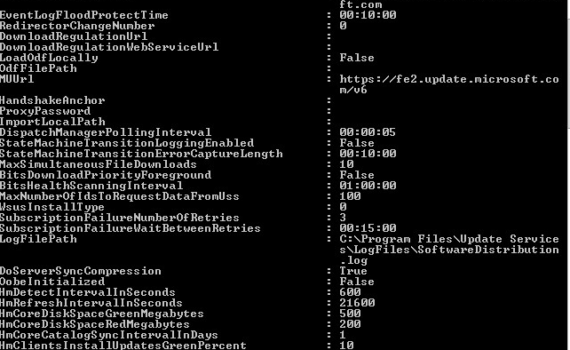 ft.com
EventLogFloodProtectTime : 00:10:00
RedirectorChangeNumber : 0
DownloadRegulationUrl :
DownloadRegulationWebServiceUrl :
LoadOdfLocally : False
OdfFilePath :
MUUrl : https://fe2.update.microsoft.co
m/v6
HandshakeAnchor :
ProxyPassword :
ImportLocalPath :
DispatchManagerPollingInterval : 00:00:05
StateMachineTransitionLoggingEnabled : False
StateMachineTransitionErrorCaptureLength : 00:10:00
MaxSimultaneousFileDownloads : 10
BitsDownloadPriorityForeground : False
BitsHealthScanningInterval : 01:00:00
MaxNumberOfIdsToRequestDataFromUss : 100
WsusInstallType : 0
SubscriptionFailureNumberOfRetries : 3
SubscriptionFailureWaitBetweenRetries : 00:15:00
LogFilePath : C:\Program Files\Update Service
s\LogFiles\SoftwareDistribution
.log
DoServerSyncCompression : True
OobeInitialized : False
HmDetectIntervalInSeconds : 600
HmRefreshIntervalInSeconds : 21600
HmCoreDiskSpaceGreenMegabytes : 500
HmCoreDiskSpaceRedMegabytes : 200
HmCoreCatalogSyncIntervalInDays : 1
HmClientsInstallUpdatesGreenPercent : 10